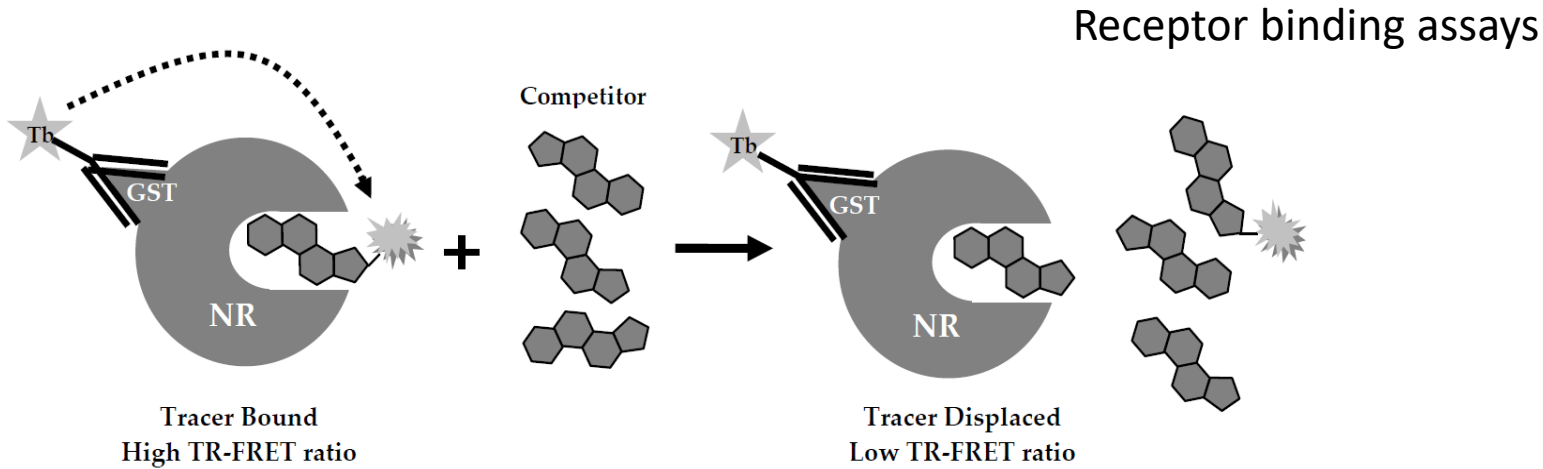 Receptor binding assays
Competitor
Tb
GST
NR
+
Tb
GST
NR
Tracer Bound
High TR-FRET ratio
Tracer Displaced
Low TR-FRET ratio